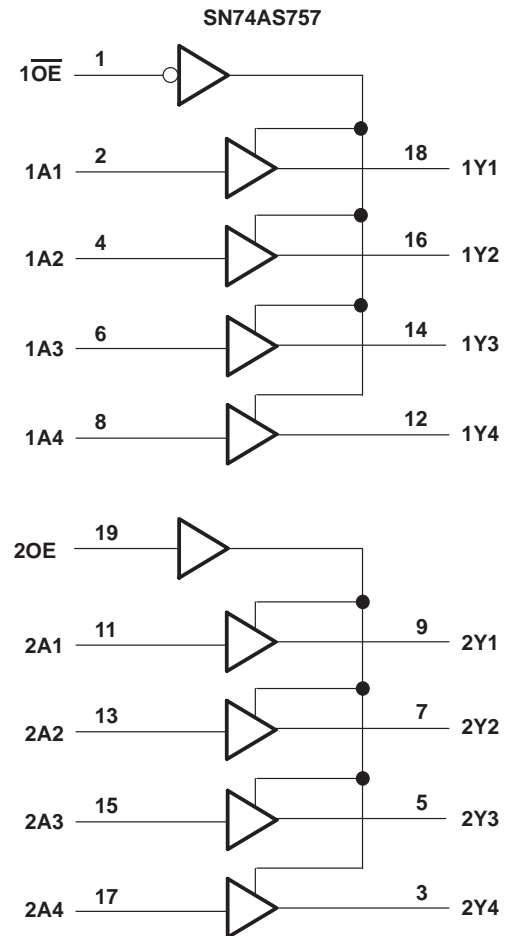 SN74AS757
1O̅E̅ 1
1A1 2 18 1Y1
1A2 4 16 1Y2
1A3 6 14 1Y3
1A4 8 12 1Y4
2OE 19
2A1 11 9 2Y1
2A2 13 7 2Y2
2A3 15 5 2Y3
2A4 17 3 2Y4